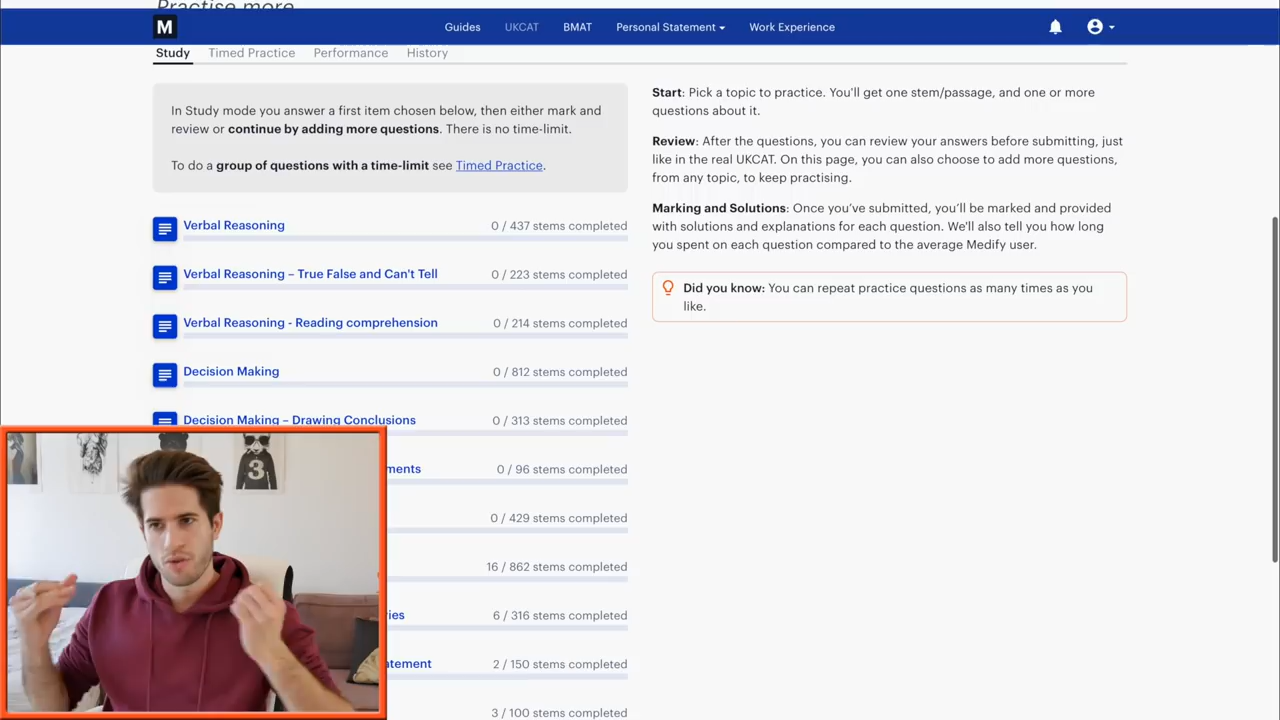 Practise more
M
Guides
UKCAT
BMAT
Personal Statement
Work Experience
Study
Timed Practice
Performance
History
In Study mode you answer a first item chosen below, then either mark and
review or continue by adding more questions. There is no time-limit.
To do a group of questions with a time-limit see Timed Practice.
Verbal Reasoning
0 / 437 stems completed
Verbal Reasoning – True False and Can't Tell
0 / 223 stems completed
Verbal Reasoning - Reading comprehension
0 / 214 stems completed
Decision Making
0 / 812 stems completed
Decision Making – Drawing Conclusions
0 / 313 stems completed
ments
0 / 96 stems completed
0 / 429 stems completed
16 / 862 stems completed
ies
6 / 316 stems completed
tement
2 / 150 stems completed
3 / 100 stems completed
Start: Pick a topic to practice. You'll get one stem/passage, and one or more
questions about it.
Review: After the questions, you can review your answers before submitting, just
like in the real UKCAT. On this page, you can also choose to add more questions,
from any topic, to keep practising.
Marking and Solutions: Once you've submitted, you'll be marked and provided
with solutions and explanations for each question. We'll also tell you how long
you spent on each question compared to the average Medify user.
Did you know: You can repeat practice questions as many times as you
like.
3